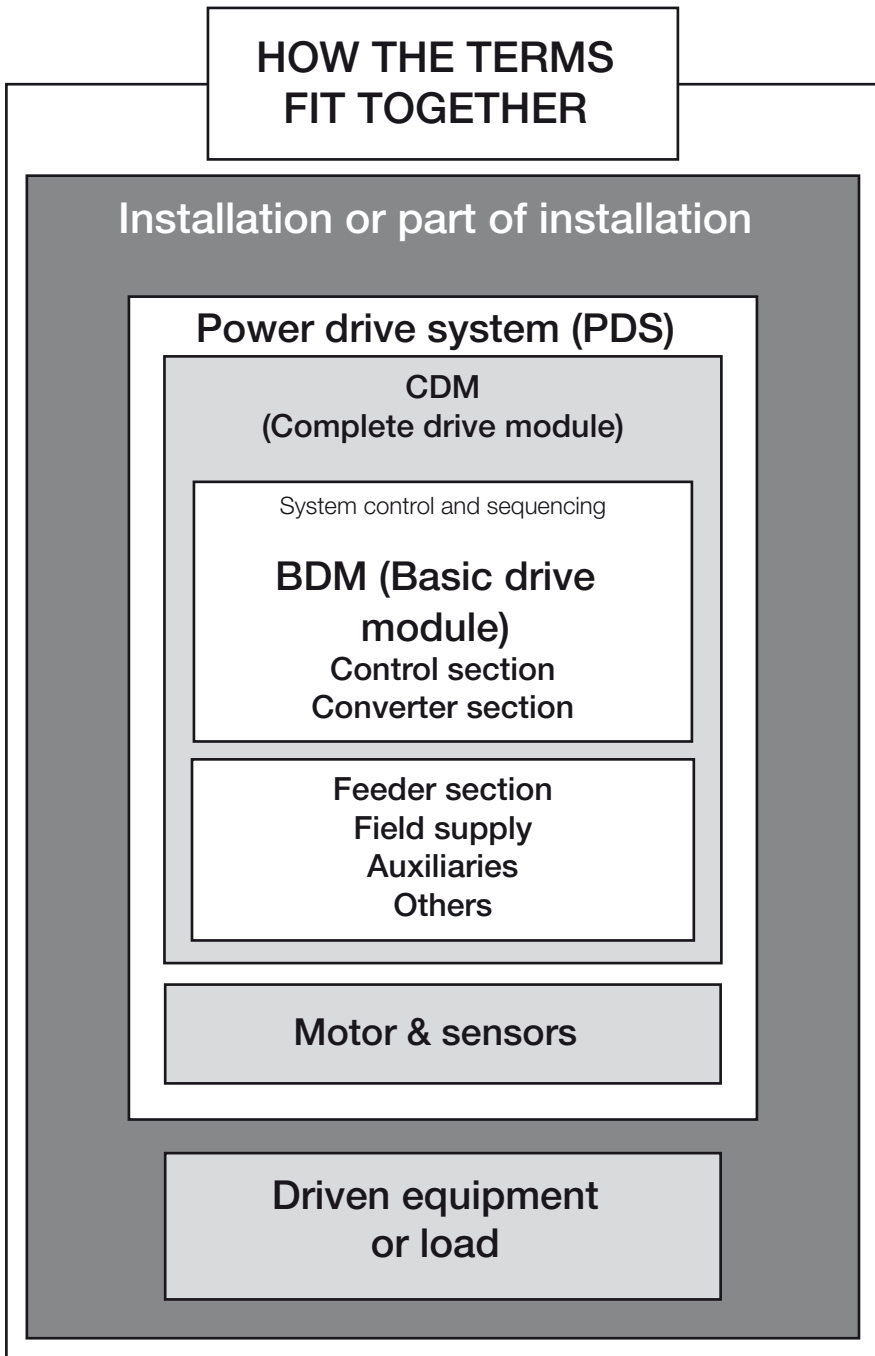 HOW THE TERMS
FIT TOGETHER
Installation or part of installation
Power drive system (PDS)
CDM
(Complete drive module)
System control and sequencing
BDM (Basic drive
module)
Control section
Converter section
Feeder section
Field supply
Auxiliaries
Others
Motor & sensors
Driven equipment
or load